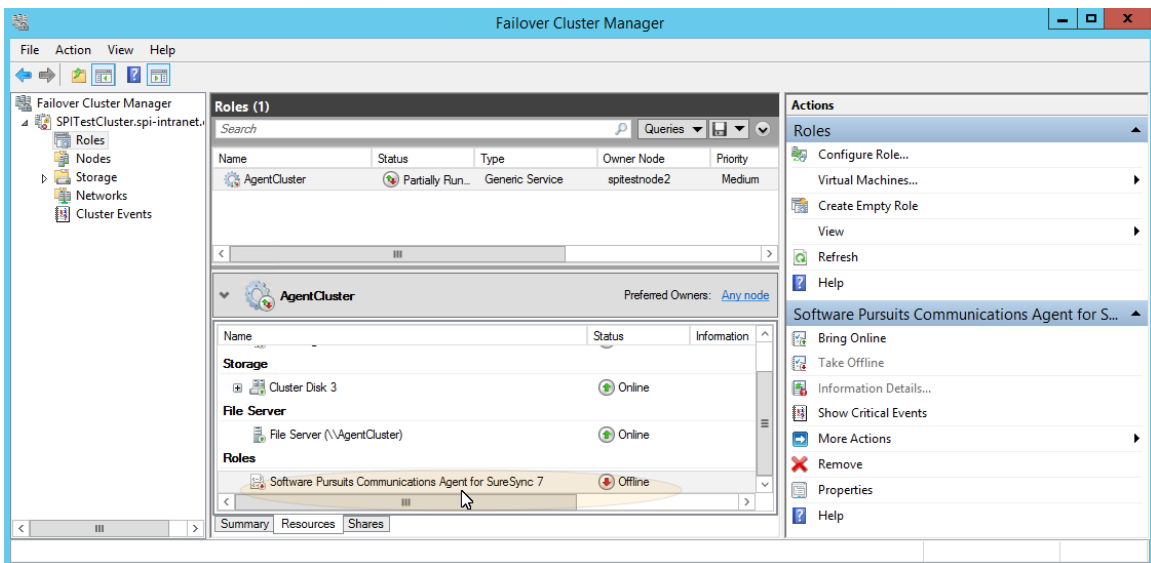 Failover Cluster Manager
File Action View Help
Failover Cluster Manager
SPITestCluster.spi-intranet.
Roles
Nodes
Storage
Networks
Cluster Events
Roles (1)
Search
Queries
Name Status Type Owner Node Priority
AgentCluster Partially Run... Generic Service spitestnode2 Medium
AgentCluster Preferred Owners: Any node
Name Status Information
Storage
Cluster Disk 3 Online
File Server
File Server (\\AgentCluster) Online
Roles
Software Pursuits Communications Agent for SureSync 7 Offline
Summary Resources Shares
Actions
Roles
Configure Role...
Virtual Machines...
Create Empty Role
View
Refresh
Help
Software Pursuits Communications Agent for S...
Bring Online
Take Offline
Information Details...
Show Critical Events
More Actions
Remove
Properties
Help